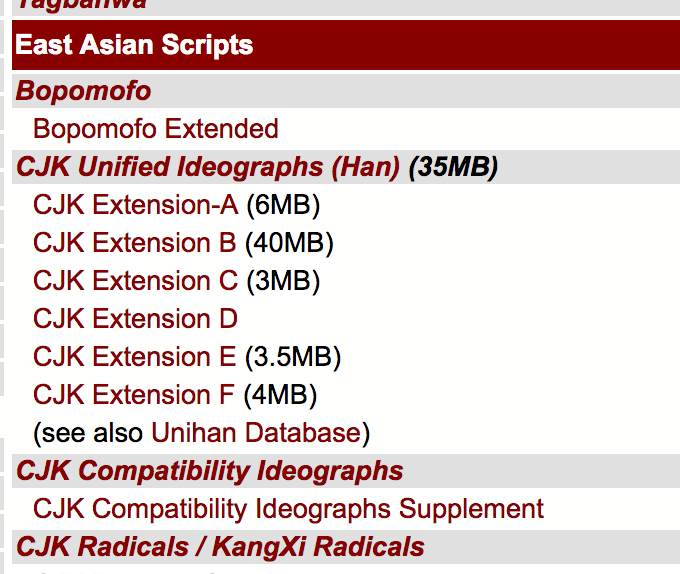 Tagbanwa
East Asian Scripts
Bopomofo
Bopomofo Extended
CJK Unified Ideographs (Han) (35MB)
CJK Extension-A (6MB)
CJK Extension B (40MB)
CJK Extension C (3MB)
CJK Extension D
CJK Extension E (3.5MB)
CJK Extension F (4MB)
(see also Unihan Database)
CJK Compatibility Ideographs
CJK Compatibility Ideographs Supplement
CJK Radicals / KangXi Radicals